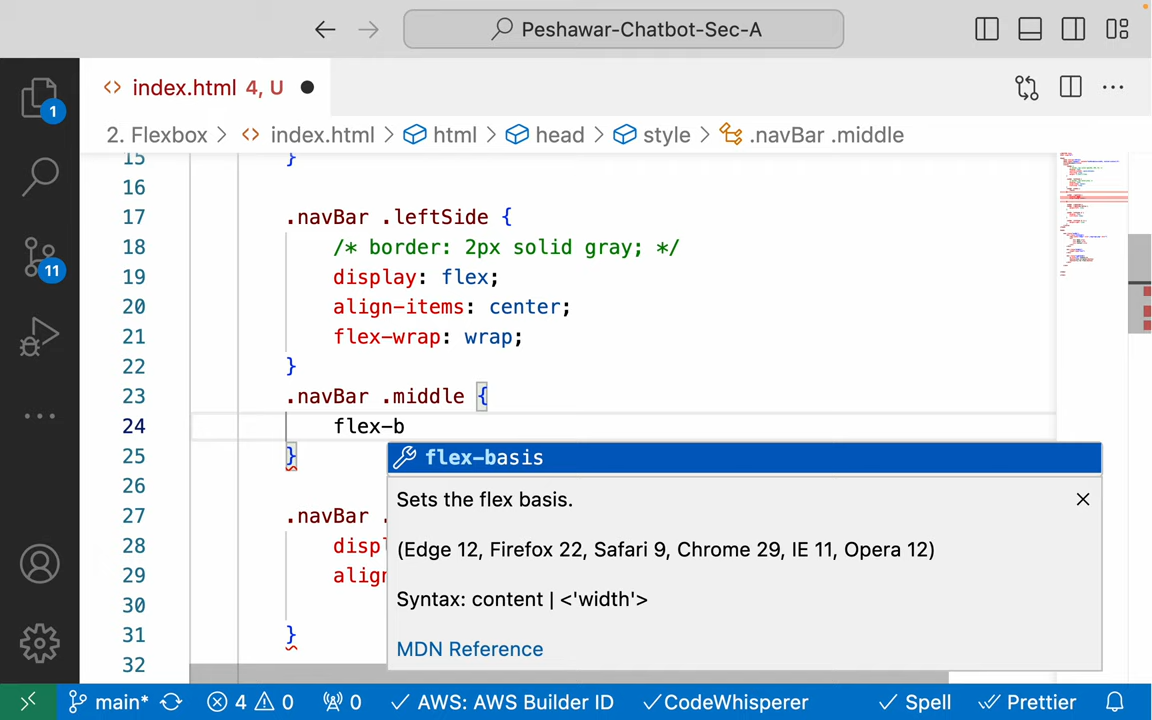 Peshawar-Chatbot-Sec-A
1
11
index.html 4, U
2. Flexbox > index.html > html > head > style > .navBar .middle
15 }
16
17 .navBar .leftSide {
18 /* border: 2px solid gray; */
19 display: flex;
20 align-items: center;
21 flex-wrap: wrap;
22 }
23 .navBar .middle {
24 flex-b
25 }
flex-basis
26
Sets the flex basis.
27 .navBar .
28 disp
(Edge 12, Firefox 22, Safari 9, Chrome 29, IE 11, Opera 12)
29 alig
30
Syntax: content | <'width'>
31 }
MDN Reference
32
main* 4 0 0 AWS: AWS Builder ID CodeWhisperer Spell Prettier